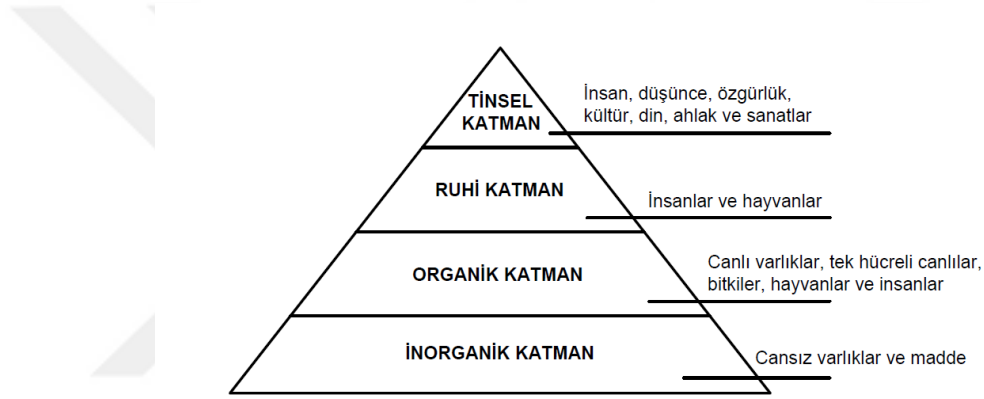 TİNSEL
KATMAN
İnsan, düşünce, özgürlük,
kültür, din, ahlak ve sanatlar
RUHİ KATMAN
İnsanlar ve hayvanlar
ORGANİK KATMAN
Canlı varlıklar, tek hücreli canlılar,
bitkiler, hayvanlar ve insanlar
İNORGANİK KATMAN
Cansız varlıklar ve madde